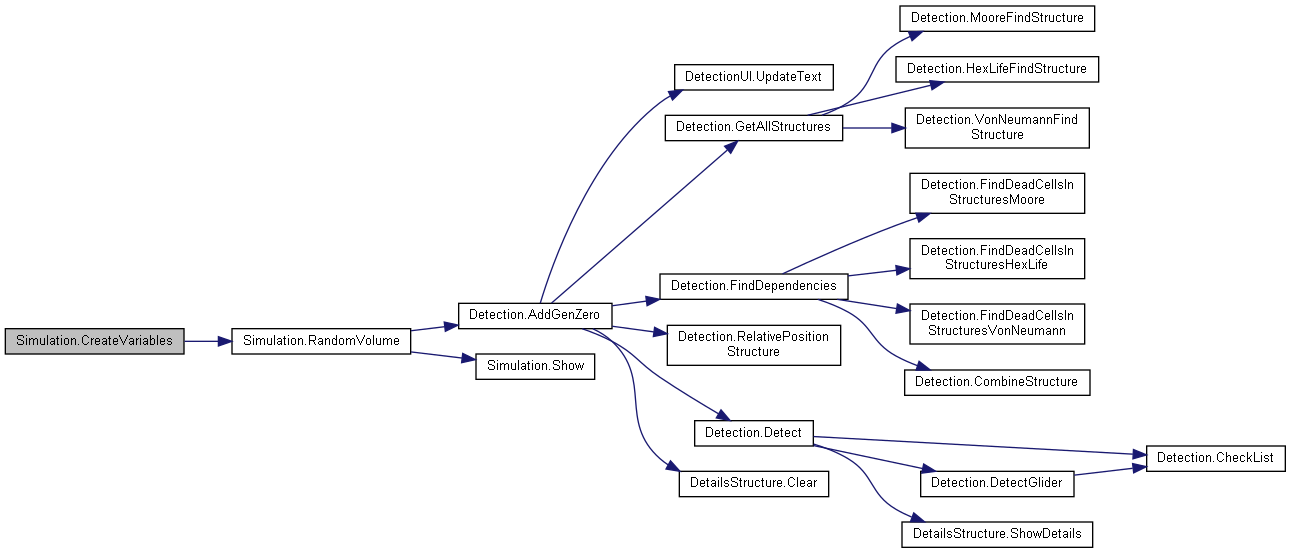 Detection.MooreFindStructure
Detection.HexLifeFindStructure
DetectionUI.UpdateText
Detection.GetAllStructures
Detection.VonNeumannFind
Structure
Detection.FindDeadCellsIn
StructuresMoore
Detection.FindDeadCellsIn
StructuresHexLife
Detection.FindDependencies
Detection.AddGenZero
Detection.FindDeadCellsIn
StructuresVonNeumann
Simulation.CreateVariables
Simulation.RandomVolume
Detection.RelativePosition
Structure
Simulation.Show
Detection.CombineStructure
Detection.Detect
Detection.CheckList
DetailsStructure.Clear
Detection.DetectGlider
DetailsStructure.ShowDetails